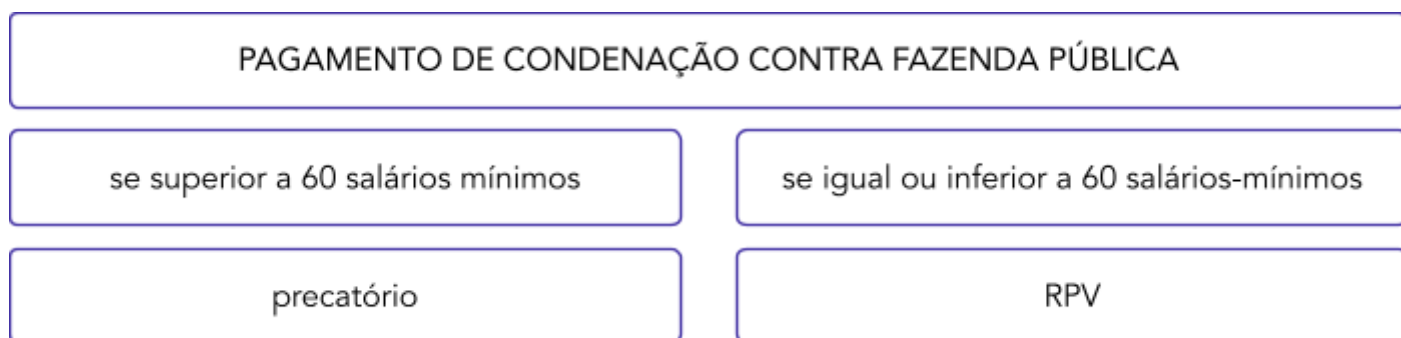 PAGAMENTO DE CONDENAÇÃO CONTRA FAZENDA PÚBLICA
se superior a 60 salários mínimos
se igual ou inferior a 60 salários-mínimos
precatório
RPV